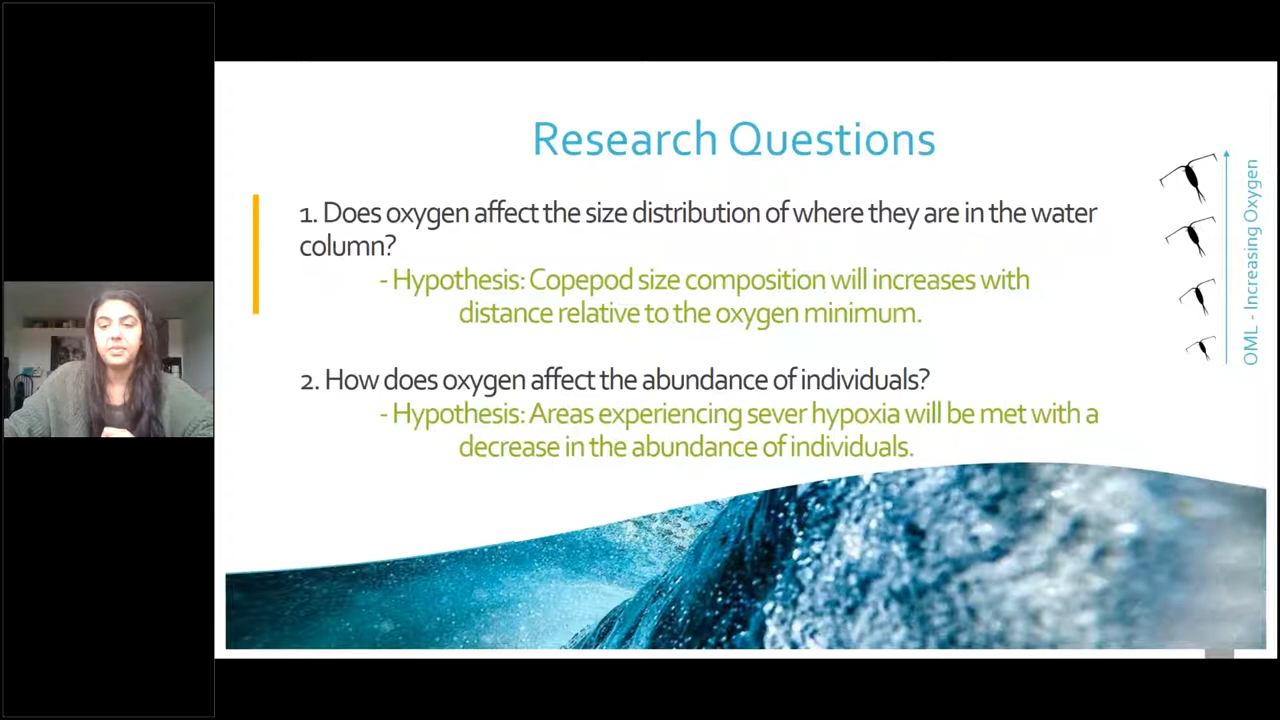 Research Questions
1. Does oxygen affect the size distribution of where they are in the water
column?
- Hypothesis: Copepod size composition will increases with
distance relative to the oxygen minimum.
2. How does oxygen affect the abundance of individuals?
- Hypothesis: Areas experiencing sever hypoxia will be met with a
decrease in the abundance of individuals.
OML - Increasing Oxygen